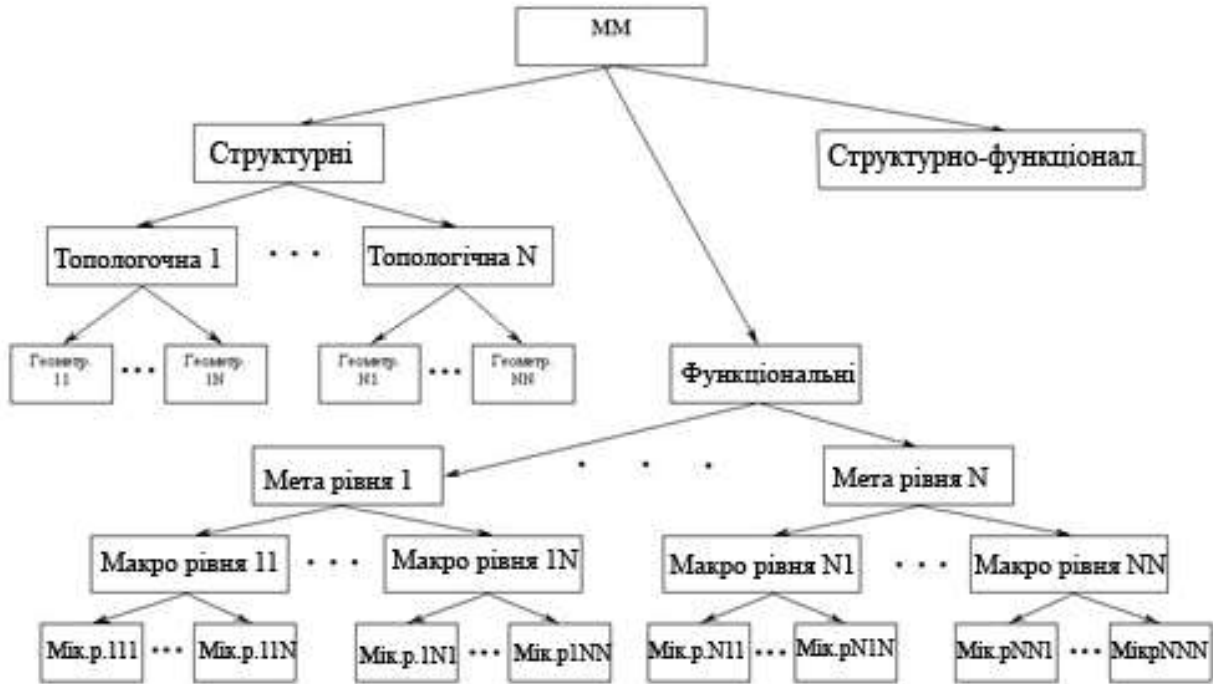 ММ
Структурні
Структурно-функціонал.
Топологочна 1
Топологічна N
Геометр.
11
Геометр.
1N
Геометр.
N1
Геометр.
NN
Функціональні
Мета рівня 1
Мета рівня N
Макро рівня 11
Макро рівня 1N
Макро рівня N1
Макро рівня NN
Мік.р.111
Мік.р.11N
Мік.р.1N1
Мік.р1NN
Мік.р.N11
Мік.рN1N
Мік.рNN1
МікрNNN